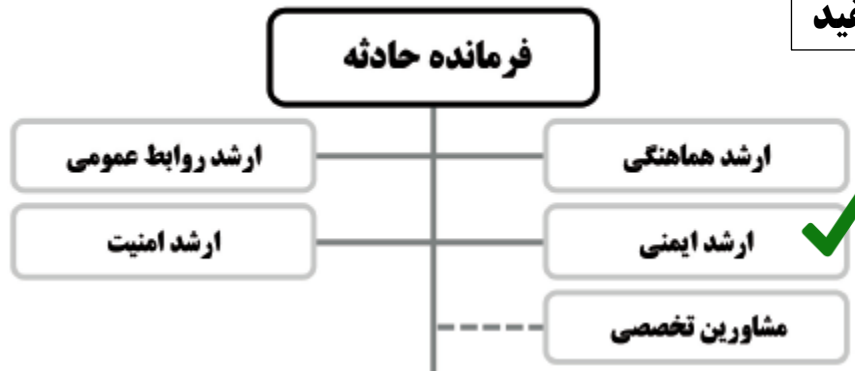 فرمانده حادثه
ارشد هماهنگی
ارشد روابط عمومی
ارشد ایمنی
ارشد امنیت
مشاورین تخصصی